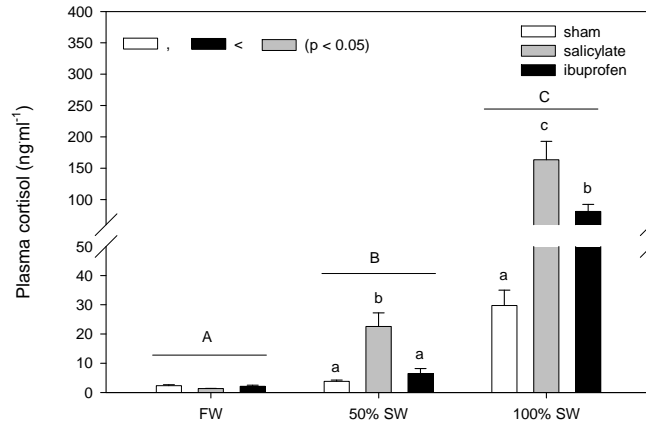 Plasma cortisol (ng·ml⁻¹)
400
350
300
250
200
150
100
50
40
30
20
10
0
, < (p < 0.05)
sham
salicylate
ibuprofen
A
B
a
b
a
C
a
c
b
FW
50% SW
100% SW